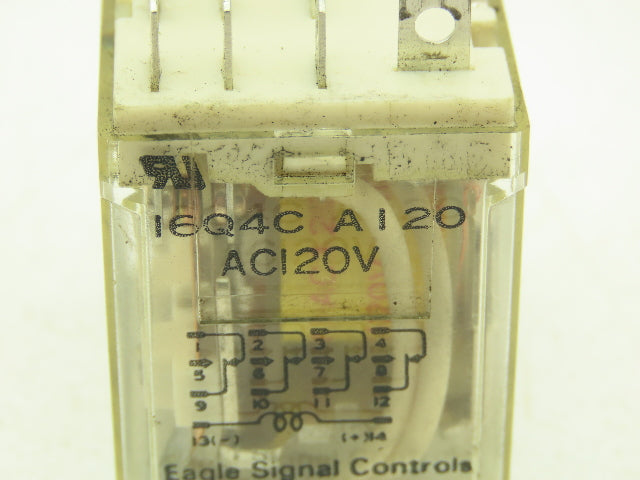 16Q4C A120
AC120V
1 2 3 4
5 6 7 8
9 10 11 12
13(-) (+)14
Eagle Signal Controls